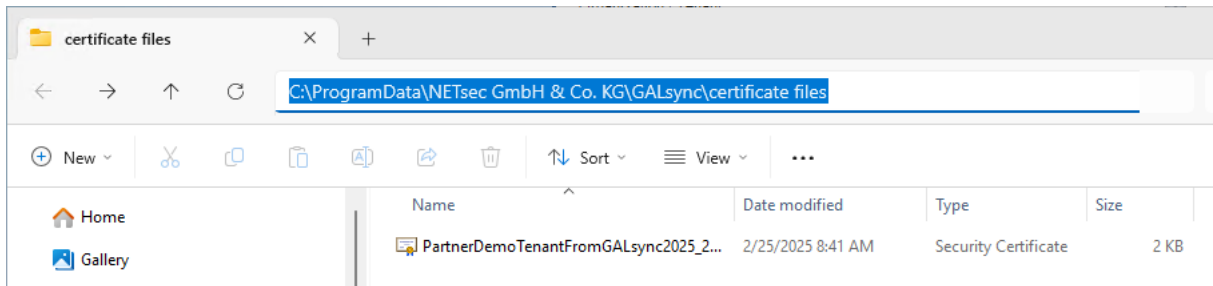 certificate files
C:\ProgramData\NETsec GmbH & Co. KG\GALsync\certificate files
New Sort View
Name Date modified Type Size
Home
PartnerDemoTenantFromGALsync2025_2... 2/25/2025 8:41 AM Security Certificate 2 KB
Gallery